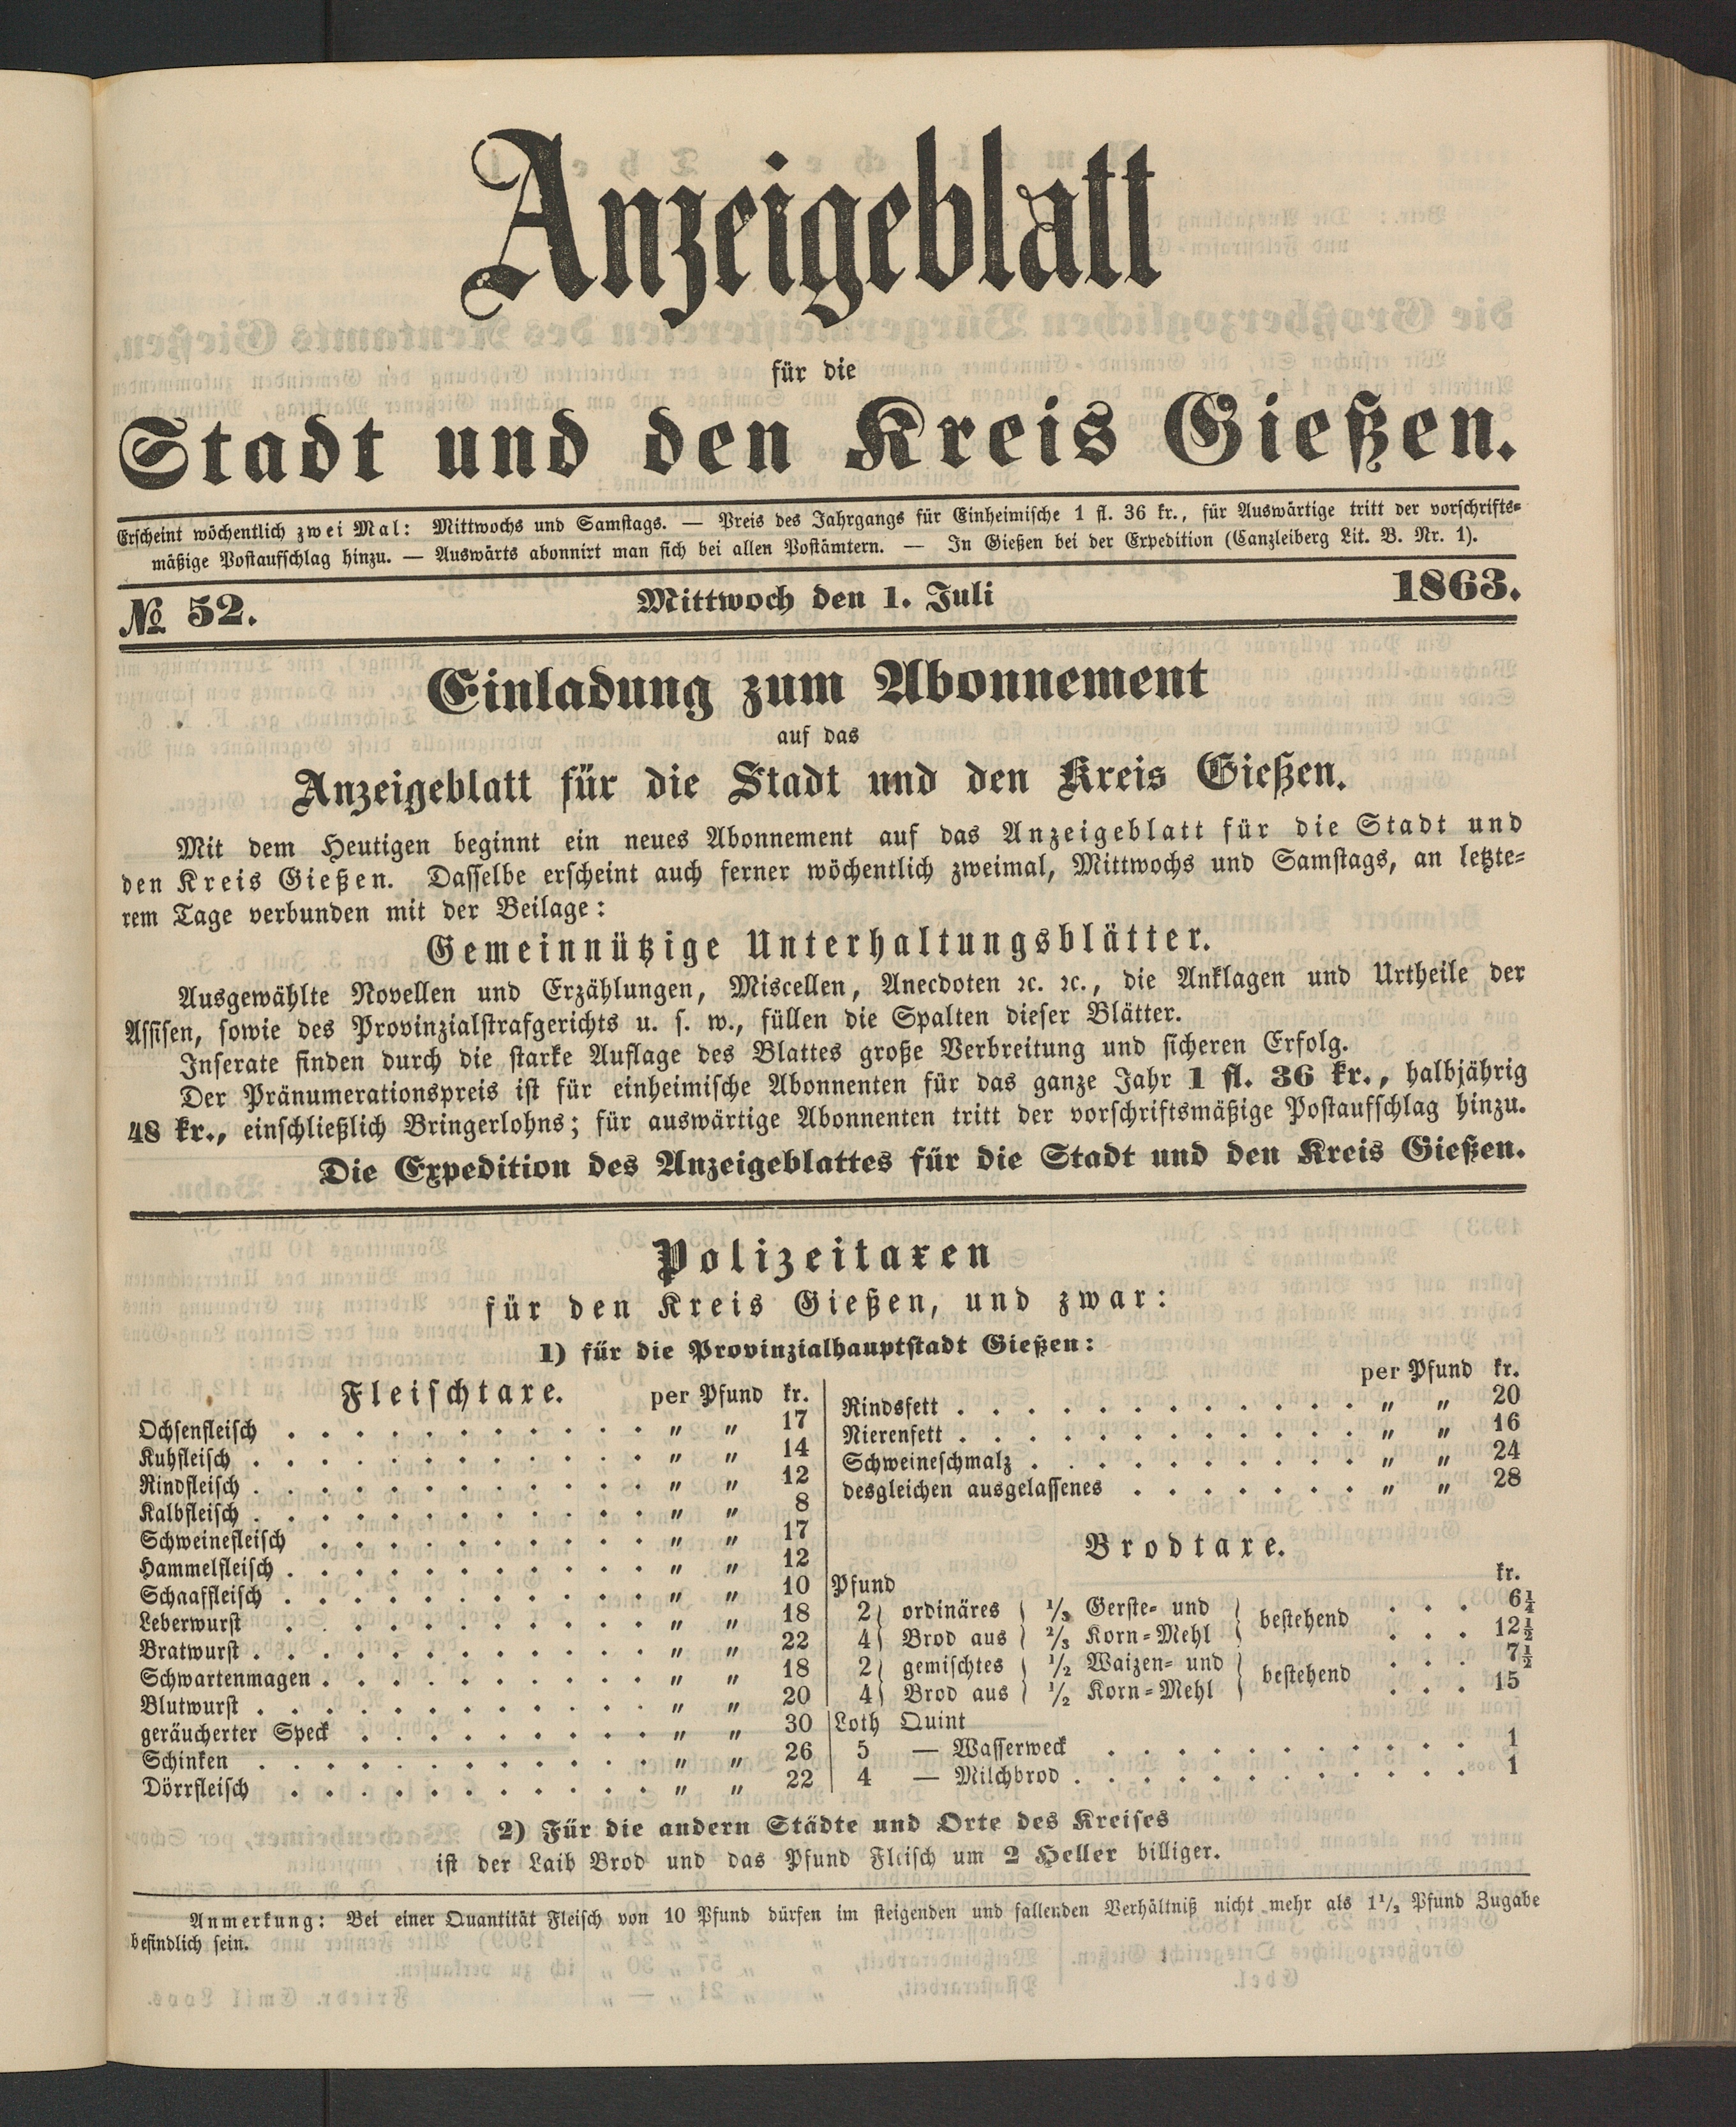 Anzeigeblatt
für die
Stadt und den Kreis Gießen.
Erscheint wöchentlich zwei Mal: Mittwochs und Samstags. — Preis des Jahrgangs für Einheimische 1 fl. 36 kr., für Auswärtige tritt der vorschrifts-
mäßige Postaufschlag hinzu. — Auswärts abonnirt man sich bei allen Postämtern. — In Gießen bei der Expedition (Canzleiberg Lit. B. Nr. 1).
№ 52. Mittwoch den 1. Juli 1863.
Einladung zum Abonnement
auf das
Anzeigeblatt für die Stadt und den Kreis Gießen.
Mit dem Heutigen beginnt ein neues Abonnement auf das Anzeigeblatt für die Stadt und
den Kreis Gießen. Dasselbe erscheint auch ferner wöchentlich zweimal, Mittwochs und Samstags, an letzte-
rem Tage verbunden mit der Beilage:
Gemeinnützige Unterhaltungsblätter.
Ausgewählte Novellen und Erzählungen, Miscellen, Anecdoten ꝛc. ꝛc., die Anklagen und Urtheile der
Assisen, sowie des Provinzialstrafgerichts u. s. w., füllen die Spalten dieser Blätter.
Inserate finden durch die starke Auflage des Blattes große Verbreitung und sicheren Erfolg.
Der Pränumerationspreis ist für einheimische Abonnenten für das ganze Jahr 1 fl. 36 kr., halbjährig
48 kr., einschließlich Bringerlohns; für auswärtige Abonnenten tritt der vorschriftsmäßige Postaufschlag hinzu.
Die Expedition des Anzeigeblattes für die Stadt und den Kreis Gießen.
Polizeitaxen
für den Kreis Gießen, und zwar:
1) für die Provinzialhauptstadt Gießen:
Fleischtaxe. per Pfund kr.
Ochsenfleisch . . . . . . . . . . . " " 17
Kuhfleisch . . . . . . . . . . . . " " 14
Rindfleisch . . . . . . . . . . . . " " 12
Kalbfleisch . . . . . . . . . . . . " " 8
Schweinefleisch . . . . . . . . . . " " 17
Hammelfleisch . . . . . . . . . . . " " 12
Schaaffleisch . . . . . . . . . . . " " 10
Leberwurst . . . . . . . . . . . " " 18
Bratwurst . . . . . . . . . . . . " " 22
Schwartenmagen . . . . . . . . . . " " 18
Blutwurst . . . . . . . . . . . . " " 20
geräucherter Speck . . . . . . . . . " " 30
Schinken . . . . . . . . . . . . " " 26
Dörrfleisch . . . . . . . . . . . " " 22
per Pfund kr.
Rindsfett . . . . . . . . . . . . . " " 20
Nierenfett . . . . . . . . . . . . . " " 16
Schweineschmalz . . . . . . . . . . " " 24
desgleichen ausgelassenes . . . . . . . " " 28
Brodtaxe.
kr.
Pfund
2 } ordinäres { 1/3 Gerste- und } bestehend . . . 6¼
4 } Brod aus { 2/3 Korn-Mehl } . . . 12½
2 } gemischtes { 1/2 Waizen- und } bestehend . . . 7½
4 } Brod aus { 1/2 Korn-Mehl } . . . 15
Loth Quint
5 — Wasserweck . . . . . . . . . . . 1
4 — Milchbrod . . . . . . . . . . . . 1
2) Für die andern Städte und Orte des Kreises
ist der Laib Brod und das Pfund Fleisch um 2 Heller billiger.
Anmerkung: Bei einer Quantität Fleisch von 10 Pfund dürfen im steigenden und fallenden Verhältniß nicht mehr als 1½ Pfund Zugabe
befindlich sein.